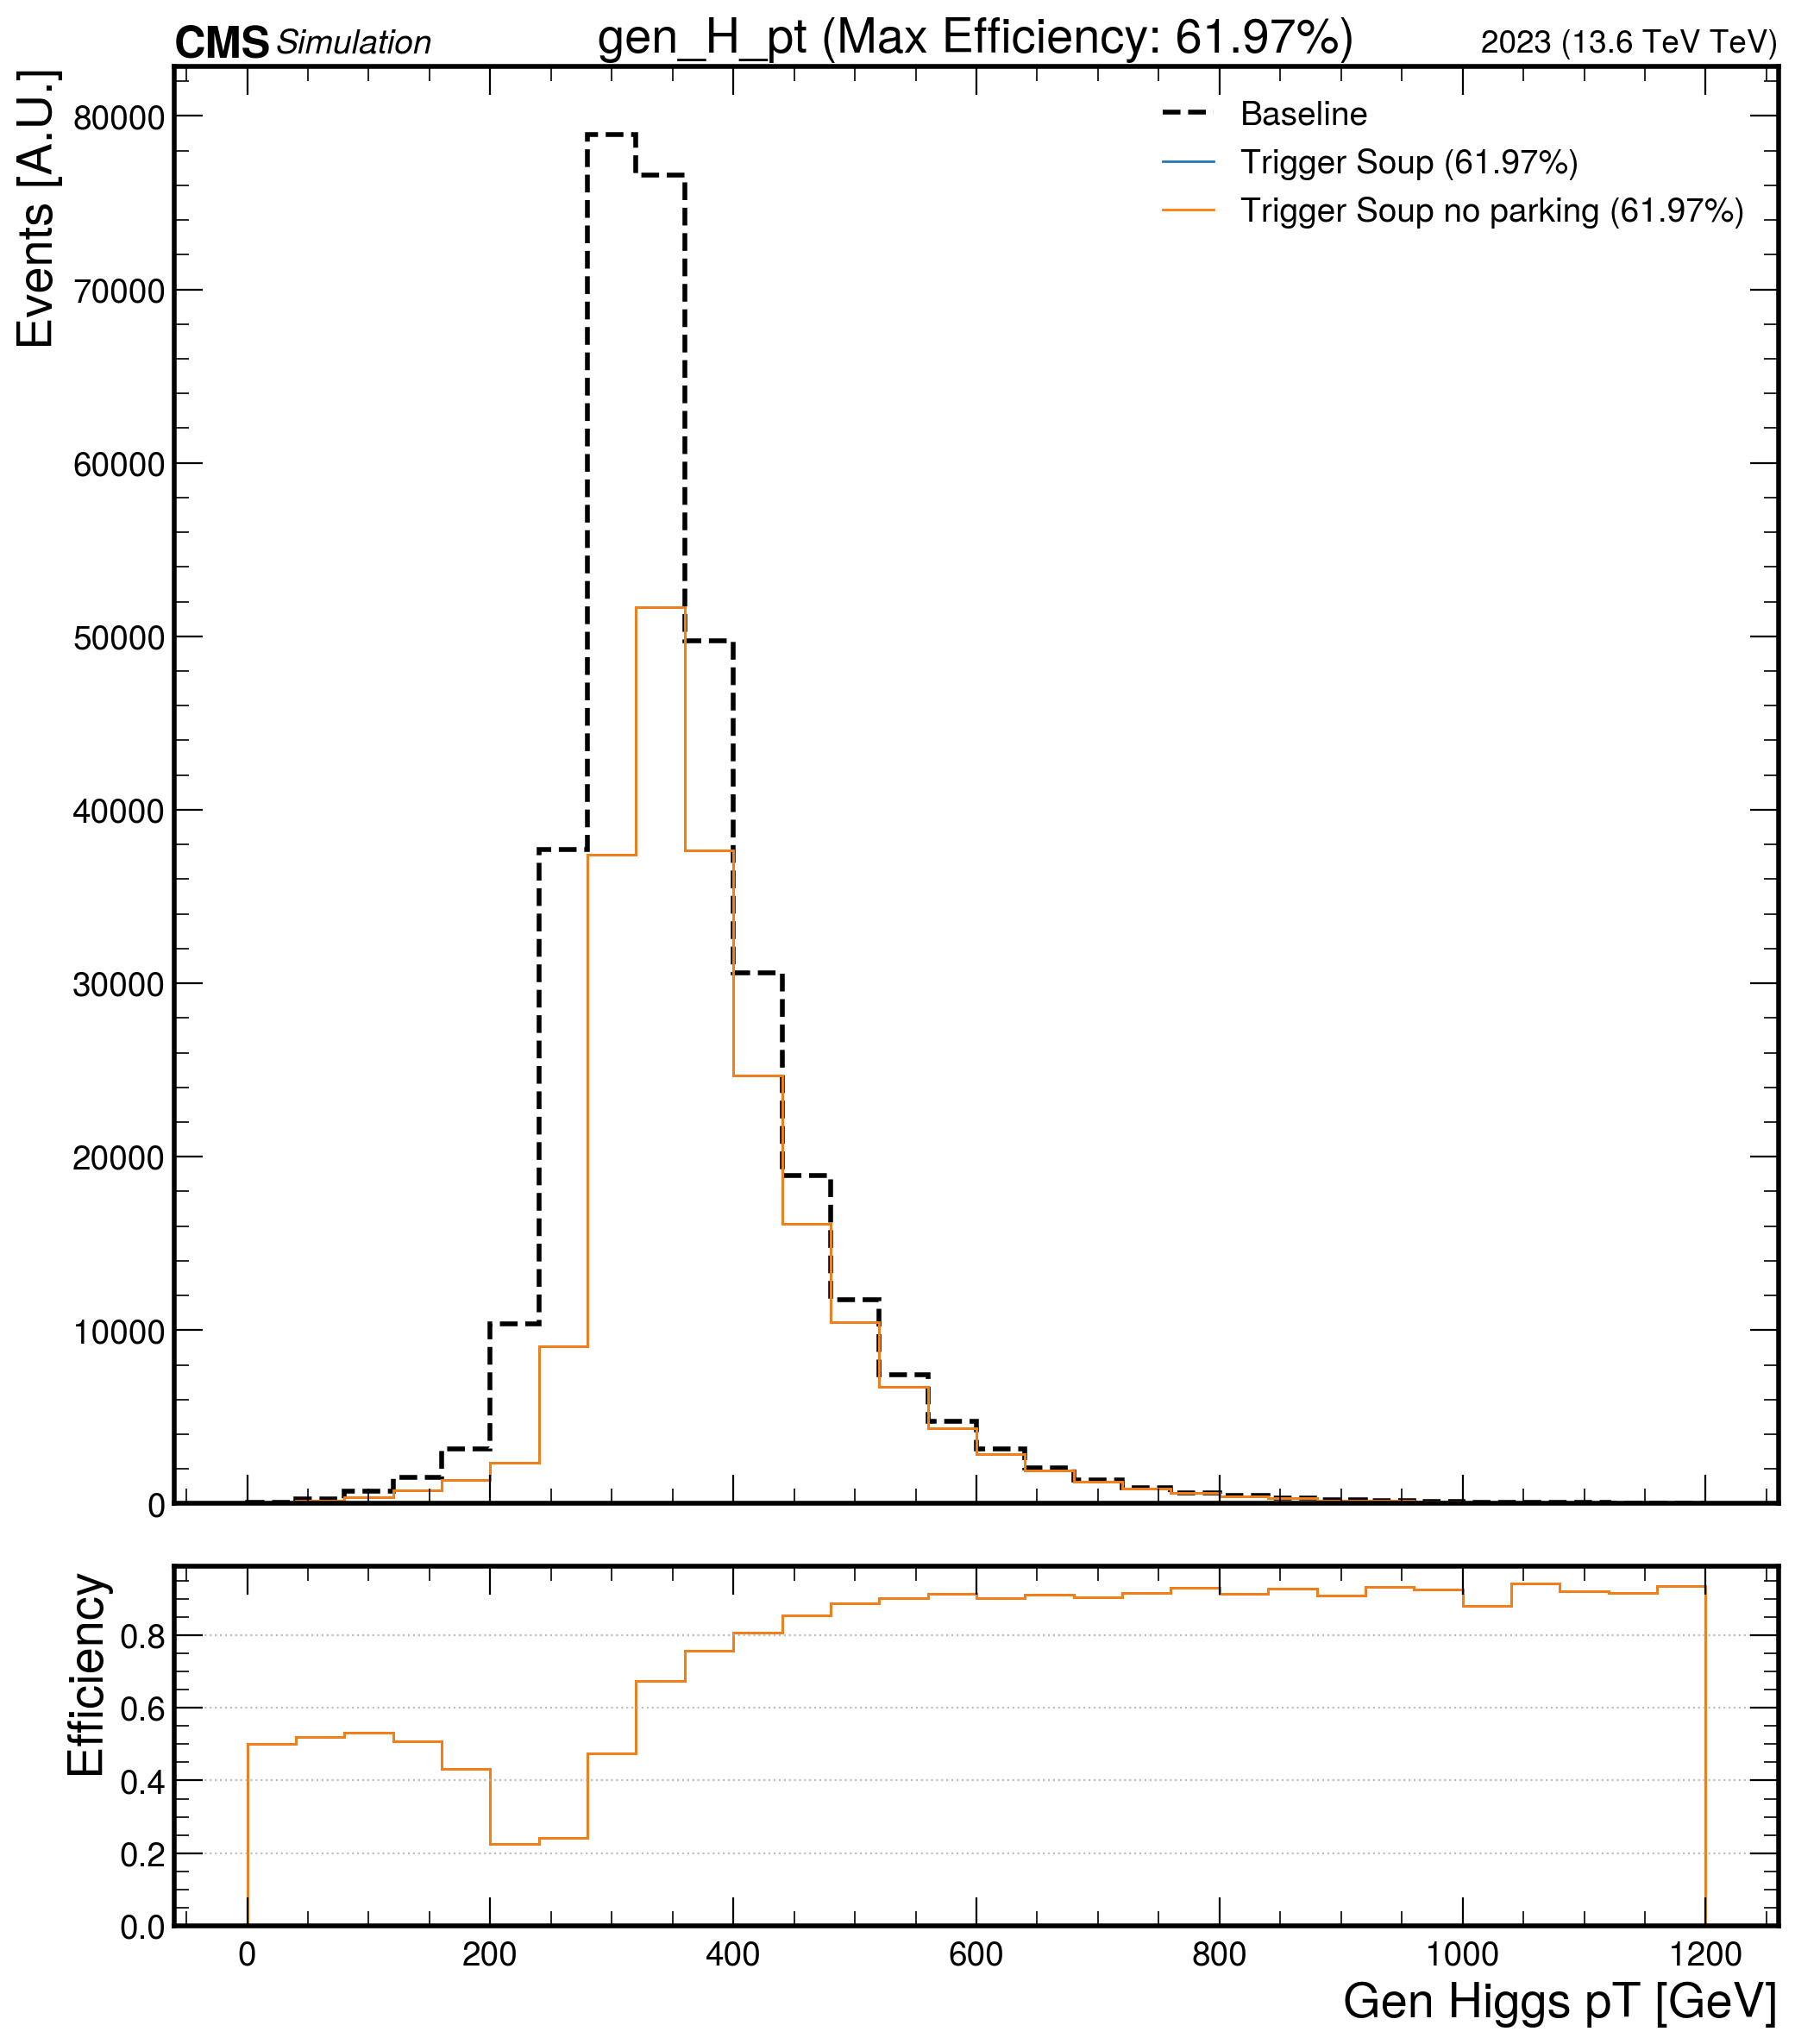 CMS Simulation gen_H_pt (Max Efficiency: 61.97%) 2023 (13.6 TeV TeV)
Events [A.U.]
80000
70000
60000
50000
40000
30000
20000
10000
0
Baseline
Trigger Soup (61.97%)
Trigger Soup no parking (61.97%)
Efficiency
0.8
0.6
0.4
0.2
0.0
0 200 400 600 800 1000 1200
Gen Higgs pT [GeV]